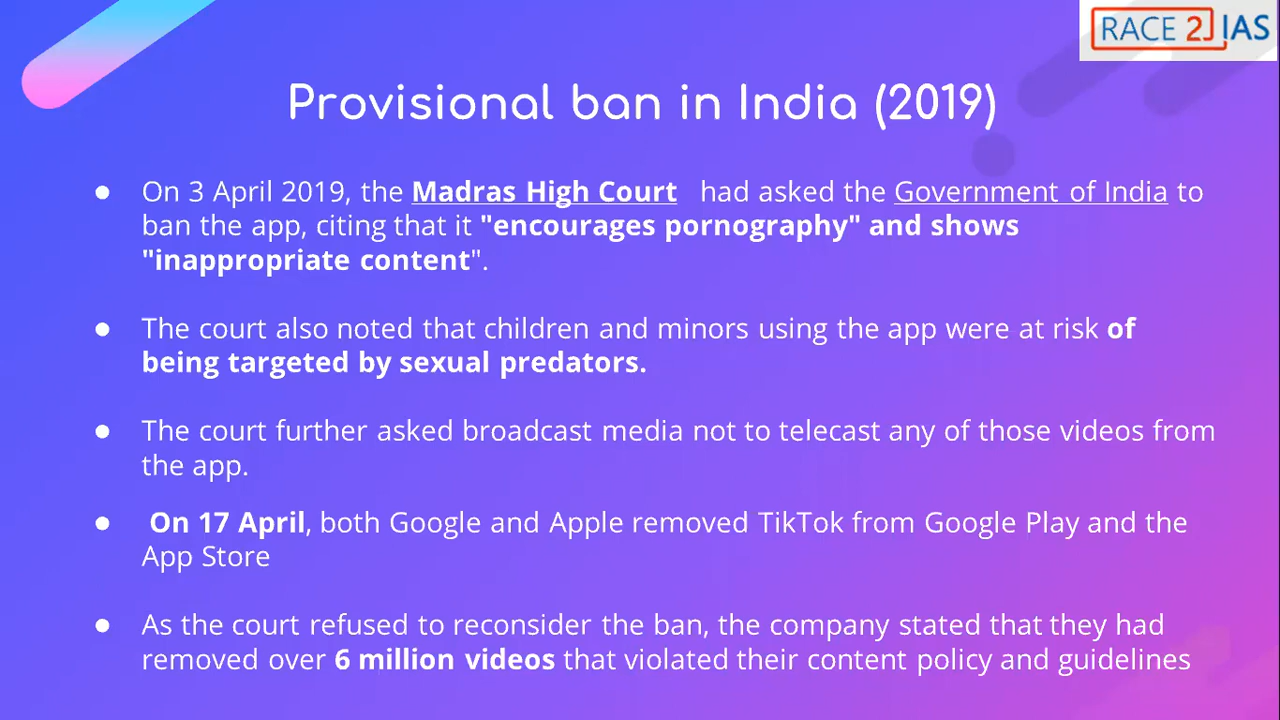 RACE 2 IAS
Provisional ban in India (2019)
● On 3 April 2019, the Madras High Court had asked the Government of India to
ban the app, citing that it "encourages pornography" and shows
"inappropriate content".
● The court also noted that children and minors using the app were at risk of
being targeted by sexual predators.
● The court further asked broadcast media not to telecast any of those videos from
the app.
● On 17 April, both Google and Apple removed TikTok from Google Play and the
App Store
● As the court refused to reconsider the ban, the company stated that they had
removed over 6 million videos that violated their content policy and guidelines